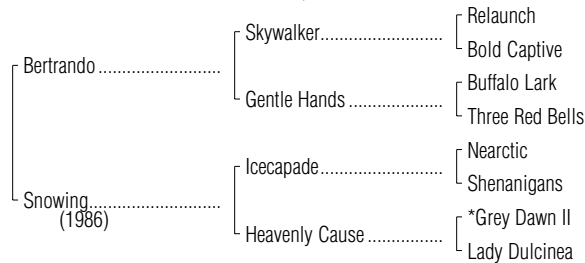 Relaunch
Skywalker
Bold Captive
Bertrando
Buffalo Lark
Gentle Hands
Three Red Bells
Nearctic
Icecapade
Shenanigans
Snowing
(1986)
*Grey Dawn II
Heavenly Cause
Lady Dulcinea